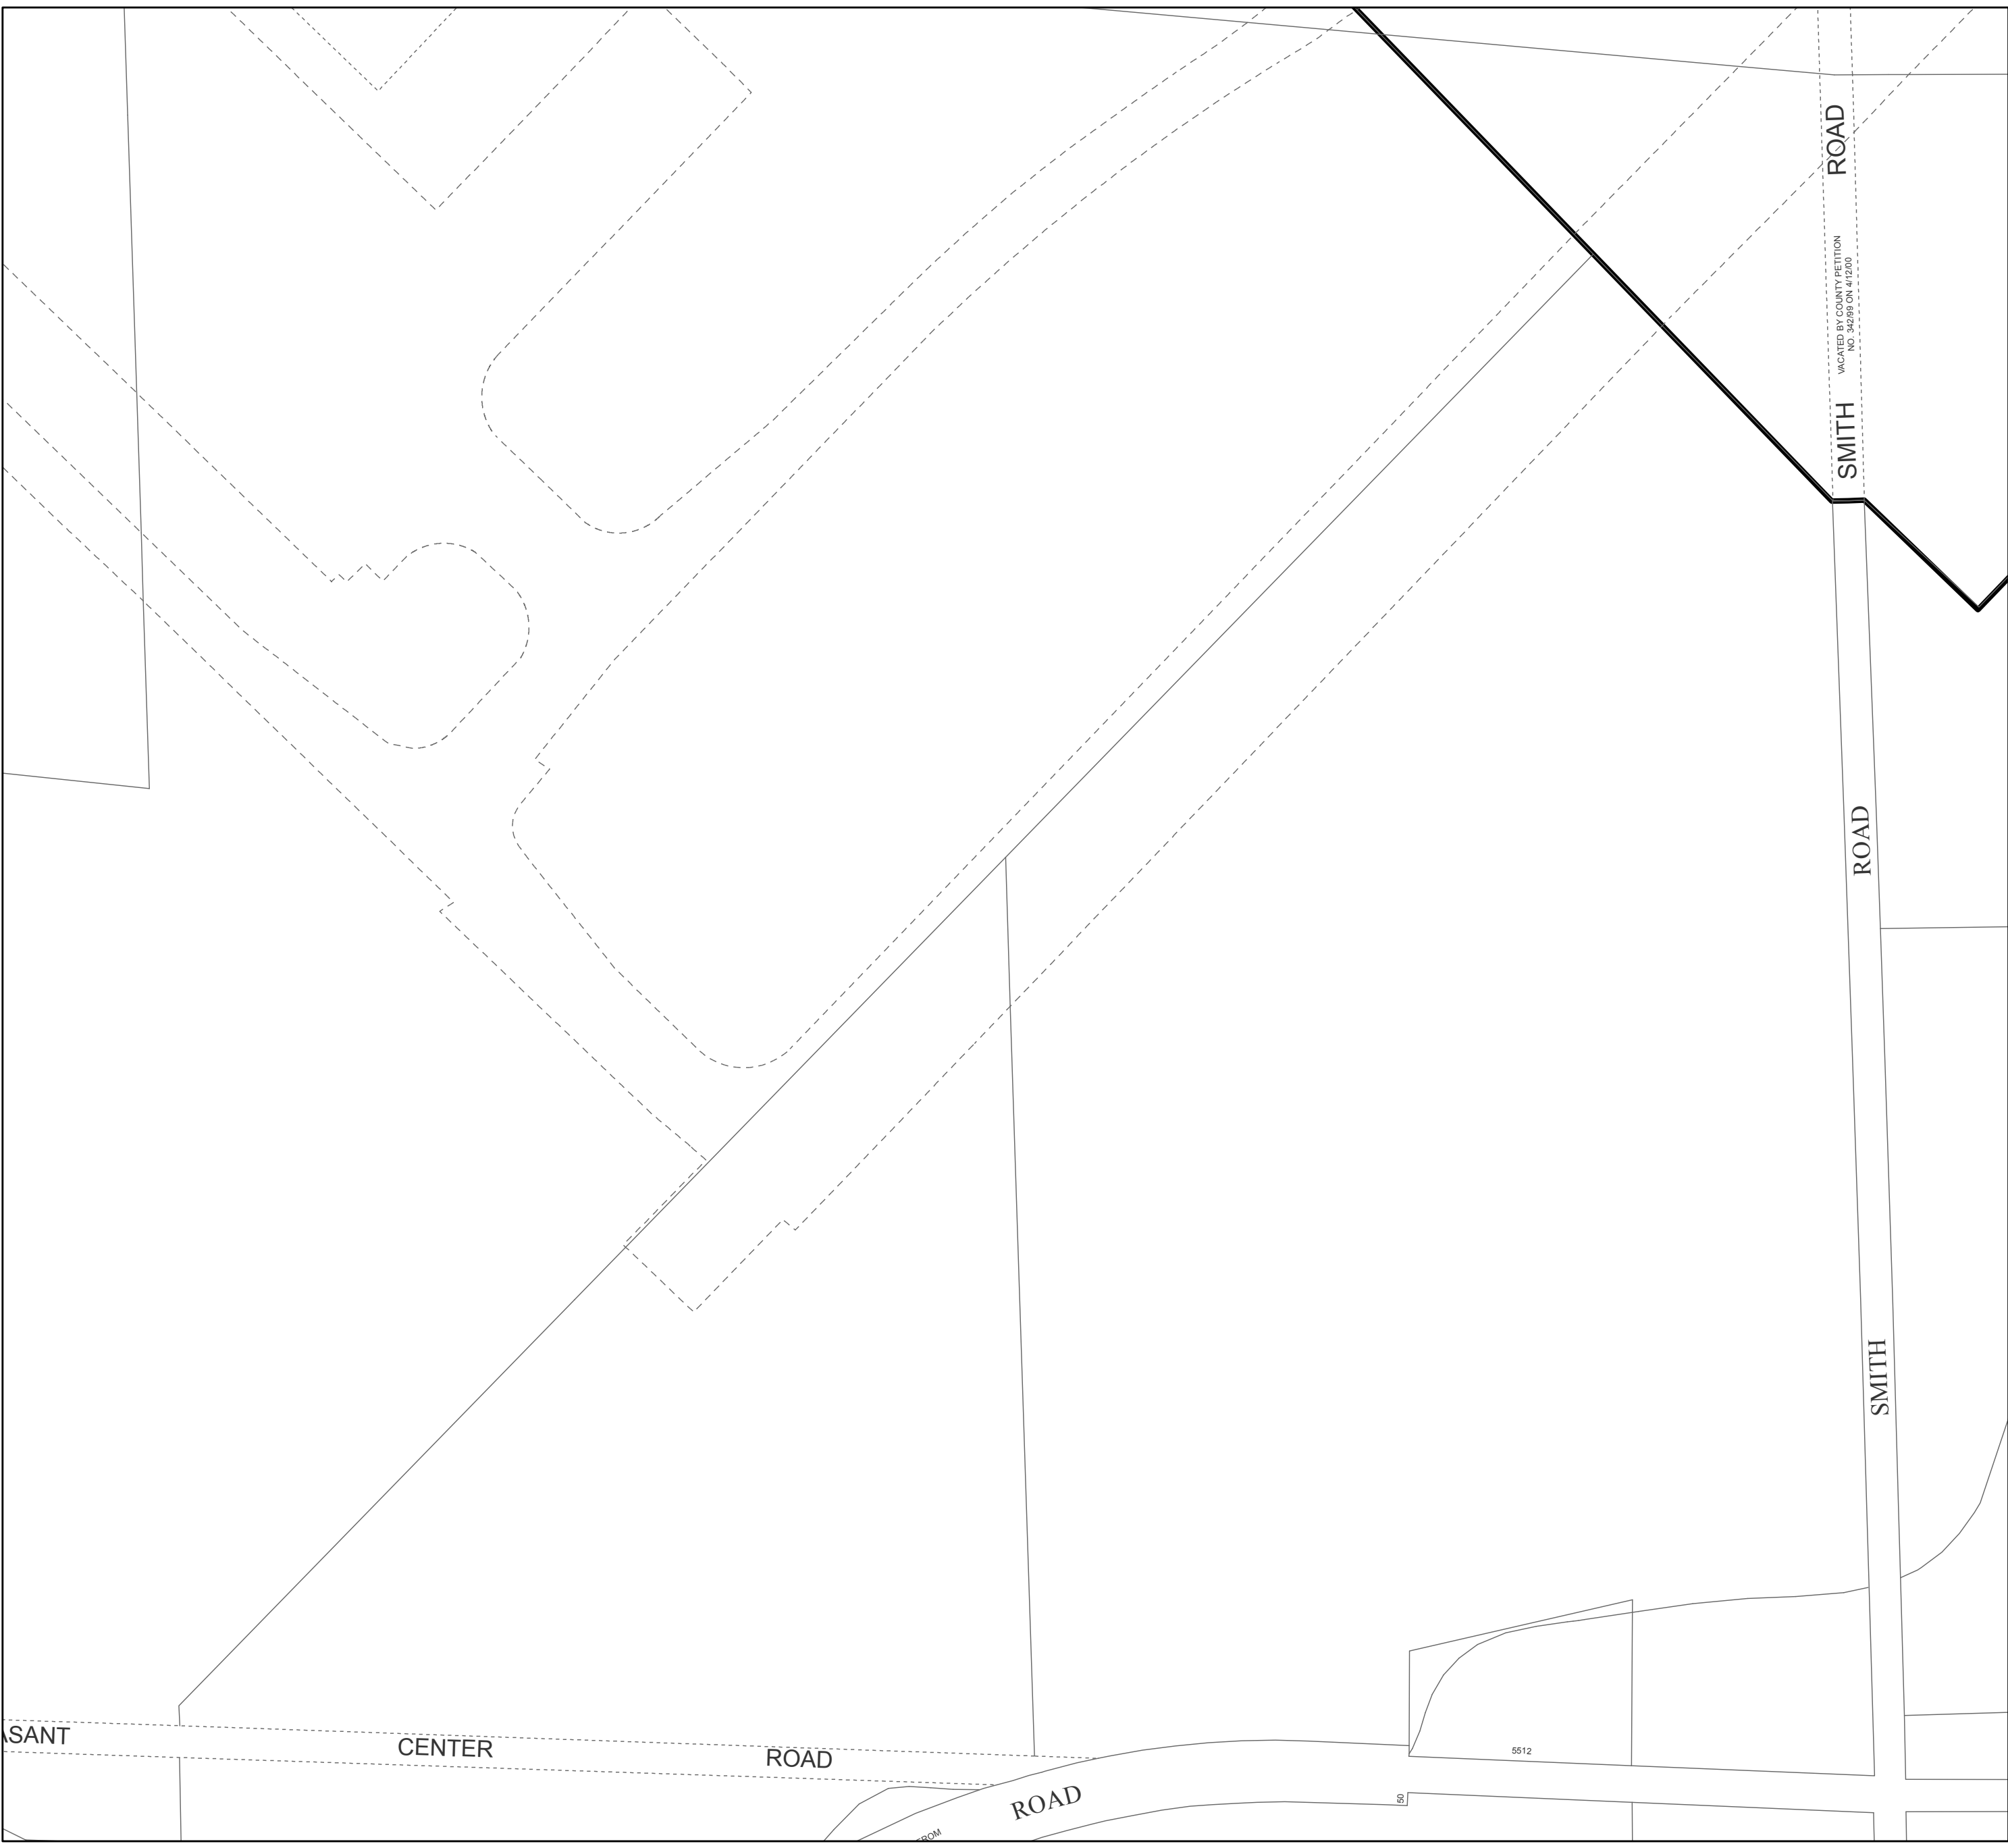 ROAD
VACATED BY COUNTY PETITION
NO. 342/99 ON 4/12/00
SMITH
ROAD
SMITH
CENTER
ROAD
5512
50
ROAD